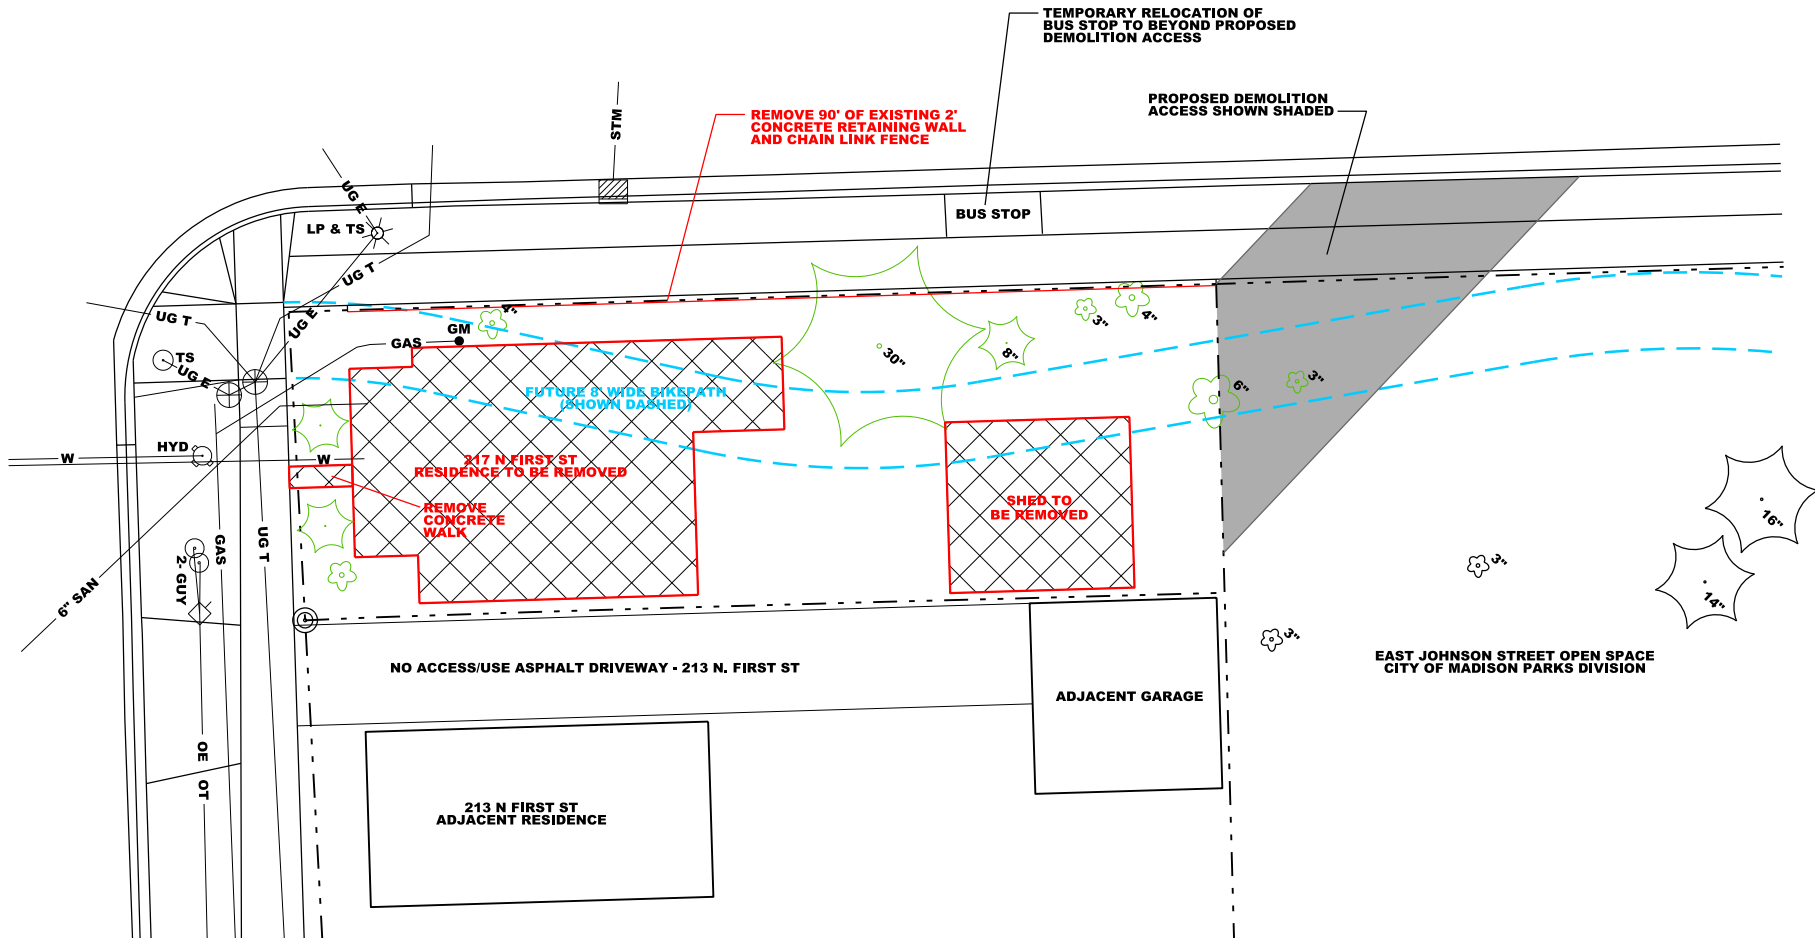 TEMPORARY RELOCATION OF
BUS STOP TO BEYOND PROPOSED
DEMOLITION ACCESS
PROPOSED DEMOLITION
ACCESS SHOWN SHADED
REMOVE 90' OF EXISTING 2'
CONCRETE RETAINING WALL
AND CHAIN LINK FENCE
STM
UG E
LP & TS
BUS STOP
UG T
UG T
UG E
4"
GM
GAS
3"
4"
TS
UG E
30"
8"
6"
3"
FUTURE 8' WIDE BIKEPATH
(SHOWN DASHED)
HYD
W
W
217 N FIRST ST
RESIDENCE TO BE REMOVED
REMOVE
CONCRETE
WALK
SHED TO
BE REMOVED
16"
14"
3"
3"
2- GUY
GAS
UG T
6" SAN
NO ACCESS/USE ASPHALT DRIVEWAY - 213 N. FIRST ST
EAST JOHNSON STREET OPEN SPACE
CITY OF MADISON PARKS DIVISION
ADJACENT GARAGE
OE
OT
213 N FIRST ST
ADJACENT RESIDENCE